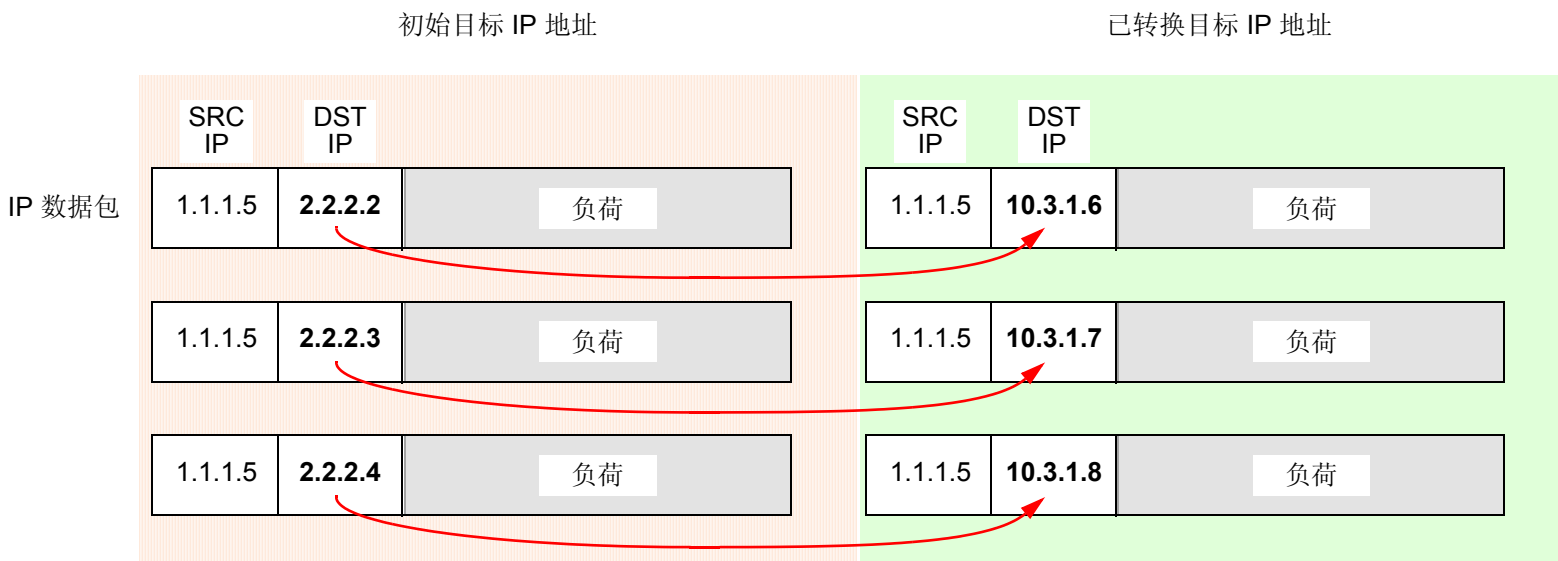 初始目标 IP 地址
已转换目标 IP 地址
SRC
IP
DST
IP
SRC
IP
DST
IP
IP 数据包
1.1.1.5
2.2.2.2
负荷
1.1.1.5
10.3.1.6
负荷
1.1.1.5
2.2.2.3
负荷
1.1.1.5
10.3.1.7
负荷
1.1.1.5
2.2.2.4
负荷
1.1.1.5
10.3.1.8
负荷